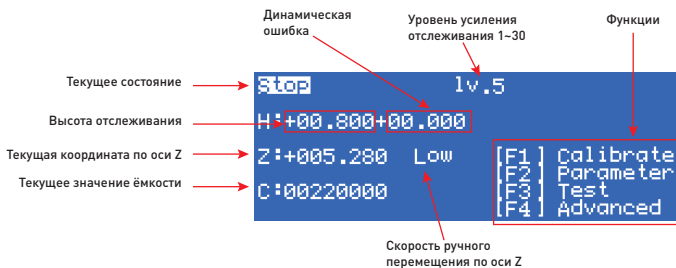 Динамическая
ошибка
Уровень усиления
отслеживания 1~30
Функции
Текущее состояние
Stop lv.5
Высота отслеживания
H:+00.800+00.000
Текущая координата по оси Z
Z:+005.280 Low
[F1] Calibrate
[F2] Parameter
Текущее значение ёмкости
C:00220000
[F3] Test
[F4] Advanced
Скорость ручного
перемещения по оси Z